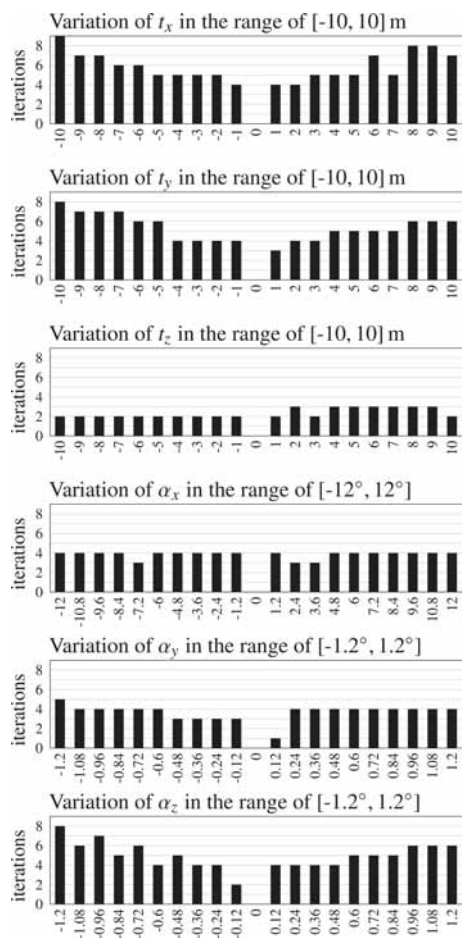 Variation of tx in the range of [-10, 10] m
iterations
8
6
4
2
0
-10 -9 -8 -7 -6 -5 -4 -3 -2 -1 0 1 2 3 4 5 6 7 8 9 10
Variation of ty in the range of [-10, 10] m
iterations
8
6
4
2
0
-10 -9 -8 -7 -6 -5 -4 -3 -2 -1 0 1 2 3 4 5 6 7 8 9 10
Variation of tz in the range of [-10, 10] m
iterations
8
6
4
2
0
-10 -9 -8 -7 -6 -5 -4 -3 -2 -1 0 1 2 3 4 5 6 7 8 9 10
Variation of αx in the range of [-12°, 12°]
iterations
8
6
4
2
0
-12 -10.8 -9.6 -8.4 -7.2 -6 -4.8 -3.6 -2.4 -1.2 0 1.2 2.4 3.6 4.8 6 7.2 8.4 9.6 10.8 12
Variation of αy in the range of [-1.2°, 1.2°]
iterations
8
6
4
2
0
-1.2 -1.08 -0.96 -0.84 -0.72 -0.6 -0.48 -0.36 -0.24 -0.12 0 0.12 0.24 0.36 0.48 0.6 0.72 0.84 0.96 1.08 1.2
Variation of αz in the range of [-1.2°, 1.2°]
iterations
8
6
4
2
0
-1.2 -1.08 -0.96 -0.84 -0.72 -0.6 -0.48 -0.36 -0.24 -0.12 0 0.12 0.24 0.36 0.48 0.6 0.72 0.84 0.96 1.08 1.2